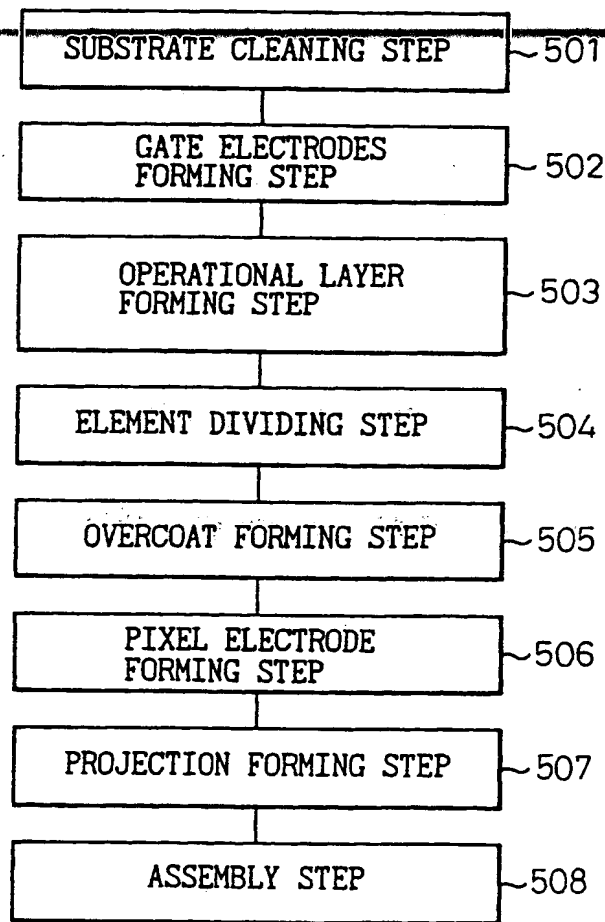 SUBSTRATE CLEANING STEP 501
GATE ELECTRODES
FORMING STEP 502
OPERATIONAL LAYER
FORMING STEP 503
ELEMENT DIVIDING STEP 504
OVERCOAT FORMING STEP 505
PIXEL ELECTRODE
FORMING STEP 506
PROJECTION FORMING STEP 507
ASSEMBLY STEP 508